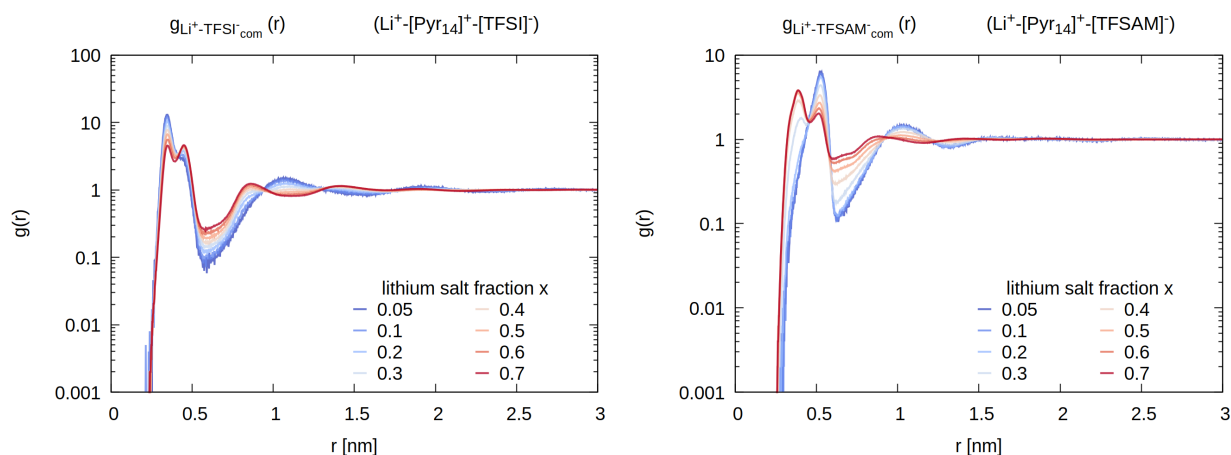 g Li⁺-TFSI⁻com (r) (Li⁺-[Pyr₁₄]⁺-[TFSI]⁻)
100
10
1
0.1
0.01
0.001
g(r)
lithium salt fraction x
0.05 0.4
0.1 0.5
0.2 0.6
0.3 0.7
0 0.5 1 1.5 2 2.5 3
r [nm]
g Li⁺-TFSAM⁻com (r) (Li⁺-[Pyr₁₄]⁺-[TFSAM]⁻)
10
1
0.1
0.01
0.001
g(r)
lithium salt fraction x
0.05 0.4
0.1 0.5
0.2 0.6
0.3 0.7
0 0.5 1 1.5 2 2.5 3
r [nm]